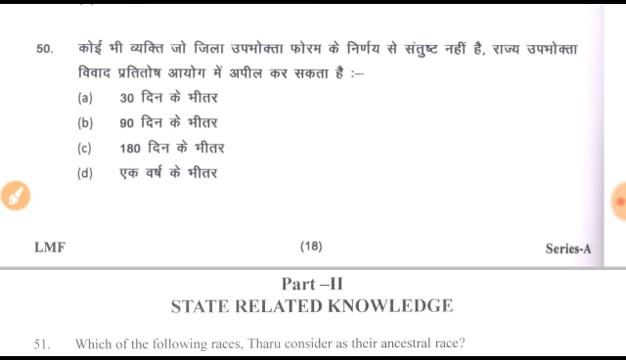 50. कोई भी व्यक्ति जो जिला उपभोक्ता फोरम के निर्णय से संतुष्ट नहीं है, राज्य उपभोक्ता
विवाद प्रतितोष आयोग में अपील कर सकता है :–
(a) 30 दिन के भीतर
(b) 90 दिन के भीतर
(c) 180 दिन के भीतर
(d) एक वर्ष के भीतर
LMF (18) Series-A
Part –II
STATE RELATED KNOWLEDGE
51. Which of the following races, Tharu consider as their ancestral race?